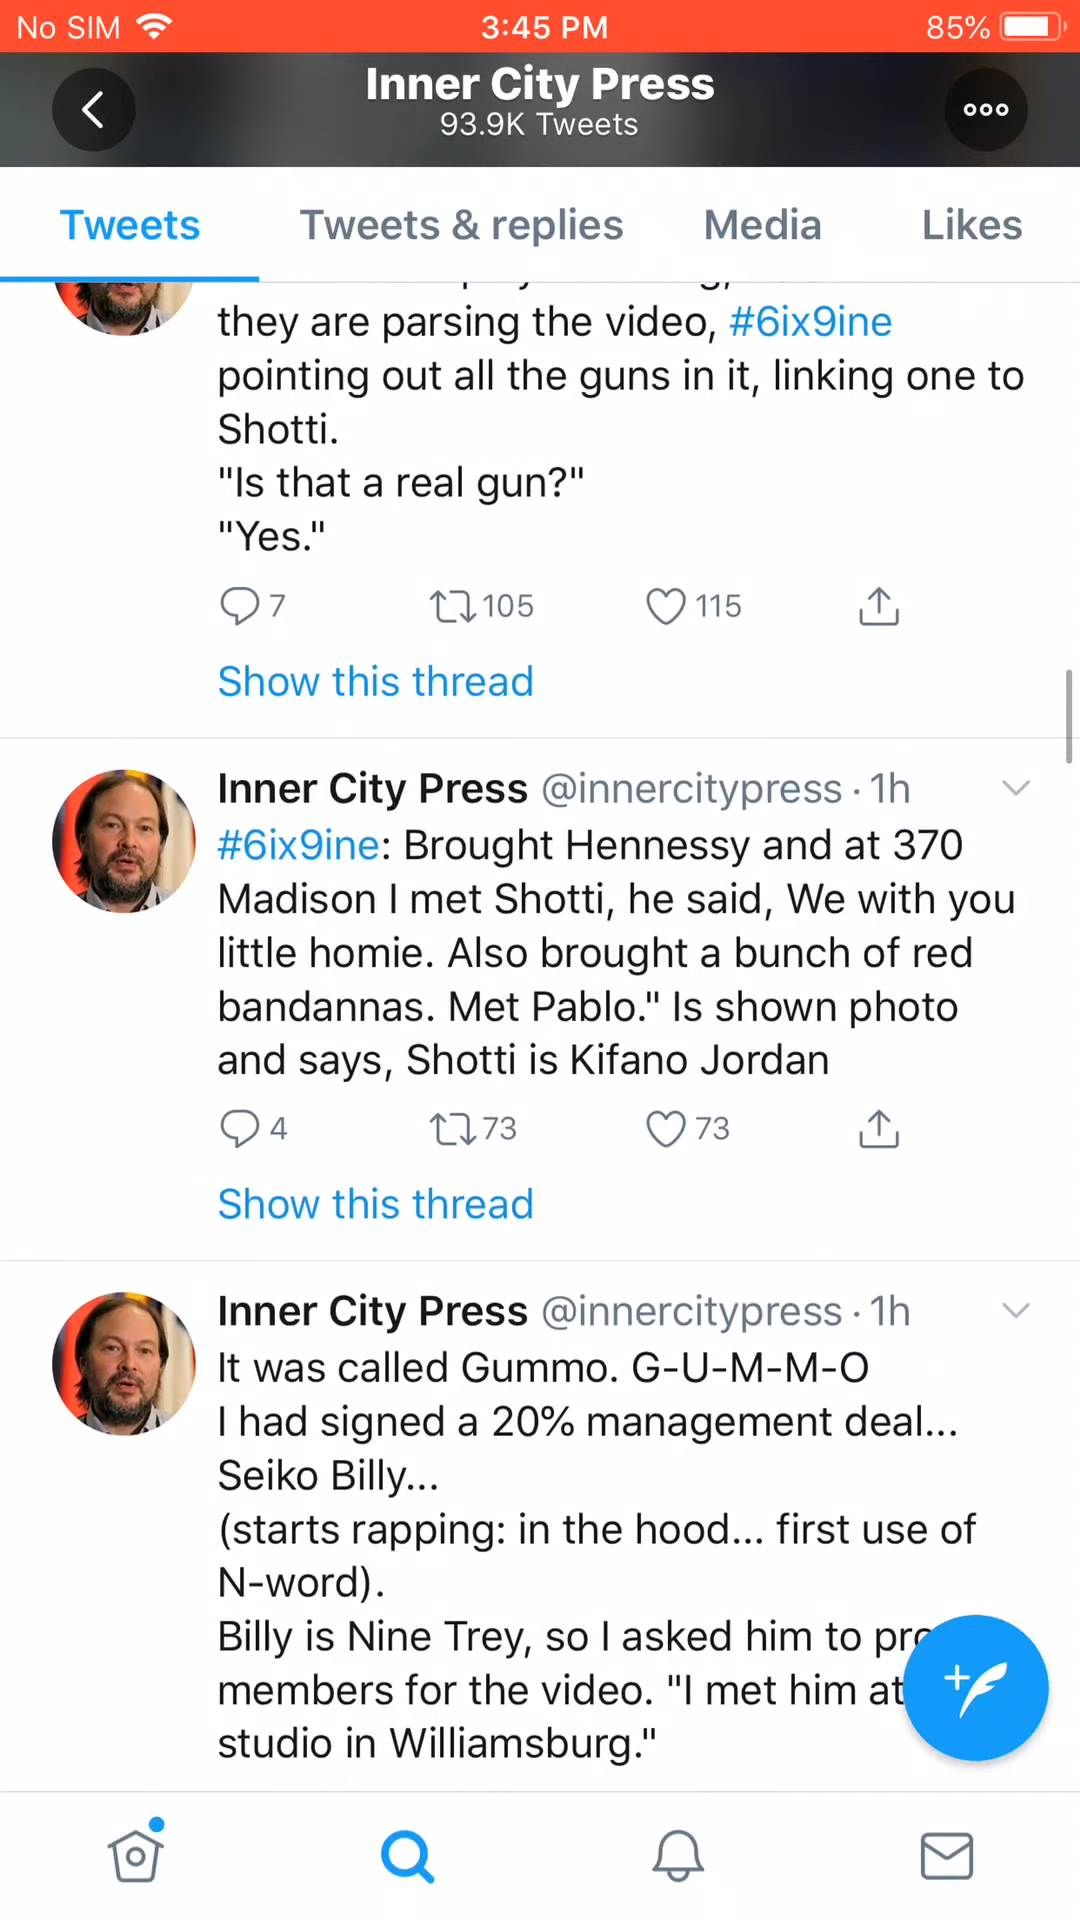 No SIM
3:45 PM
85%
Inner City Press
93.9K Tweets
Tweets
Tweets & replies
Media
Likes
they are parsing the video, #6ix9ine
pointing out all the guns in it, linking one to
Shotti.
"Is that a real gun?"
"Yes."
7
105
115
Show this thread
Inner City Press @innercitypress · 1h
#6ix9ine: Brought Hennessy and at 370
Madison I met Shotti, he said, We with you
little homie. Also brought a bunch of red
bandannas. Met Pablo." Is shown photo
and says, Shotti is Kifano Jordan
4
73
73
Show this thread
Inner City Press @innercitypress · 1h
It was called Gummo. G-U-M-M-O
I had signed a 20% management deal...
Seiko Billy...
(starts rapping: in the hood... first use of
N-word).
Billy is Nine Trey, so I asked him to
members for the video. "I met him at
studio in Williamsburg."